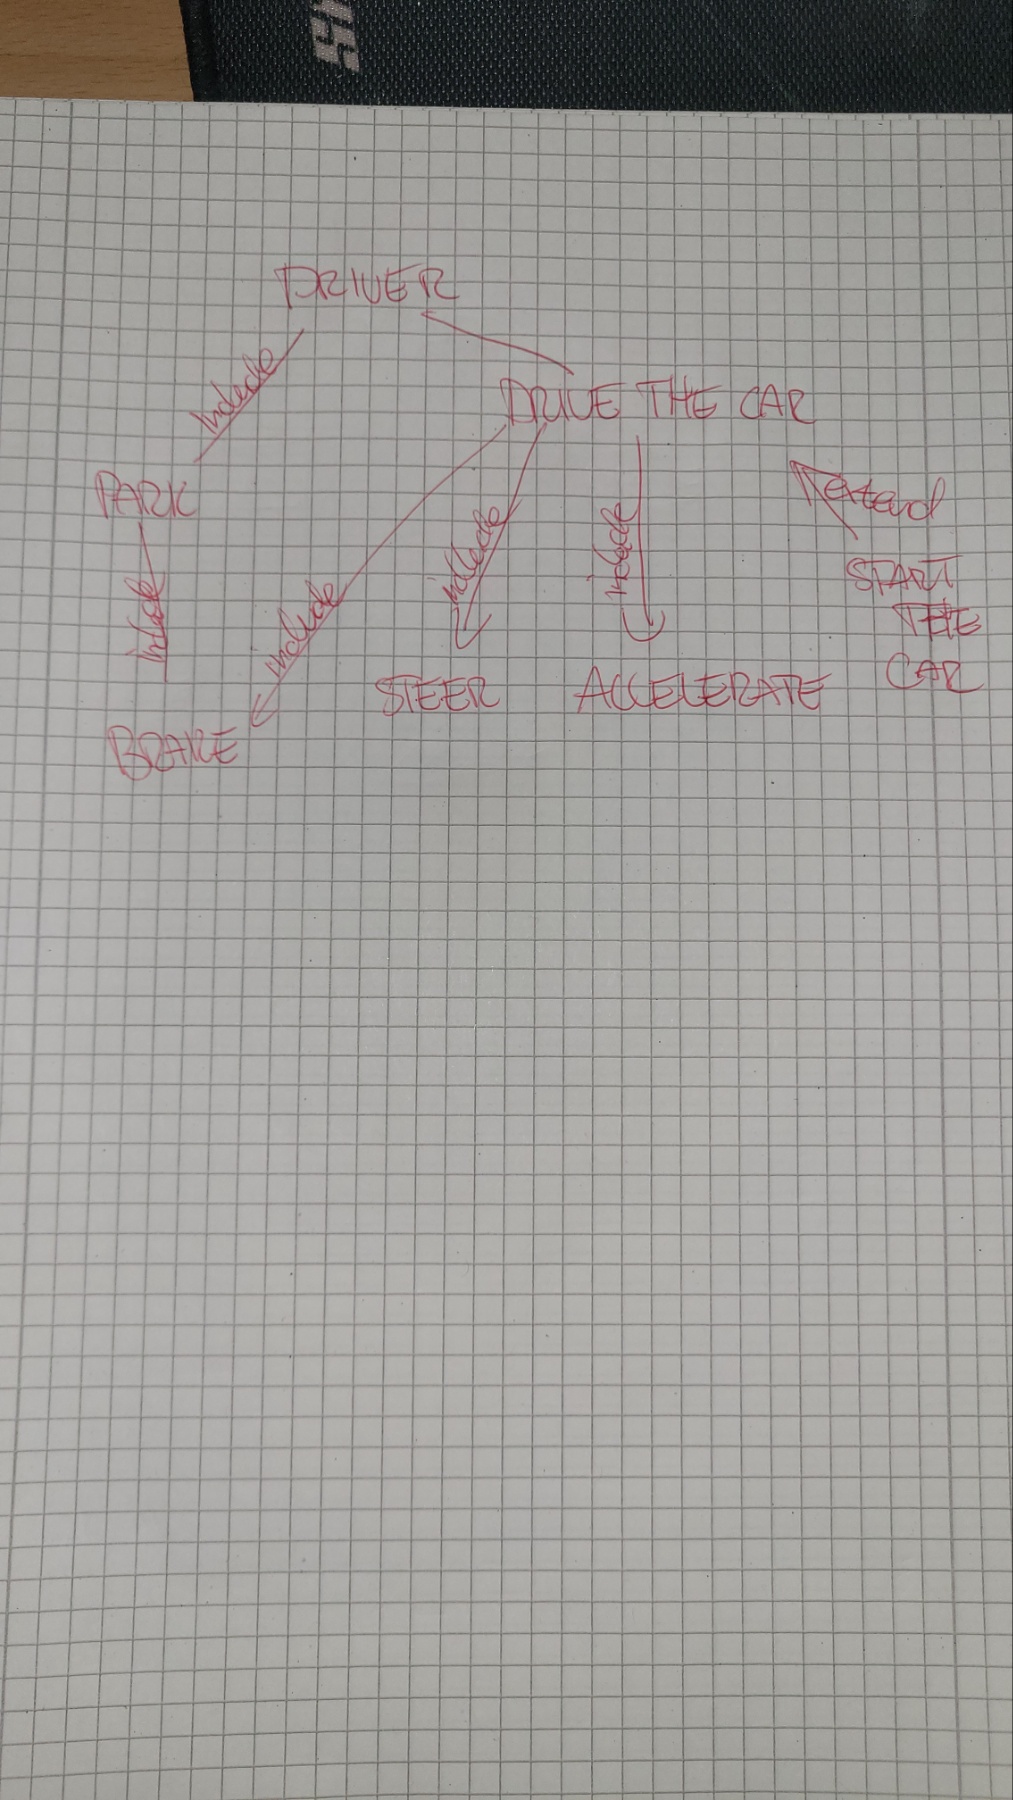 DRIVER
include
DRIVE THE CAR
PARK
extend
include
include
include
include
START
THE
CAR
STEER
ACCELERATE
BRAKE